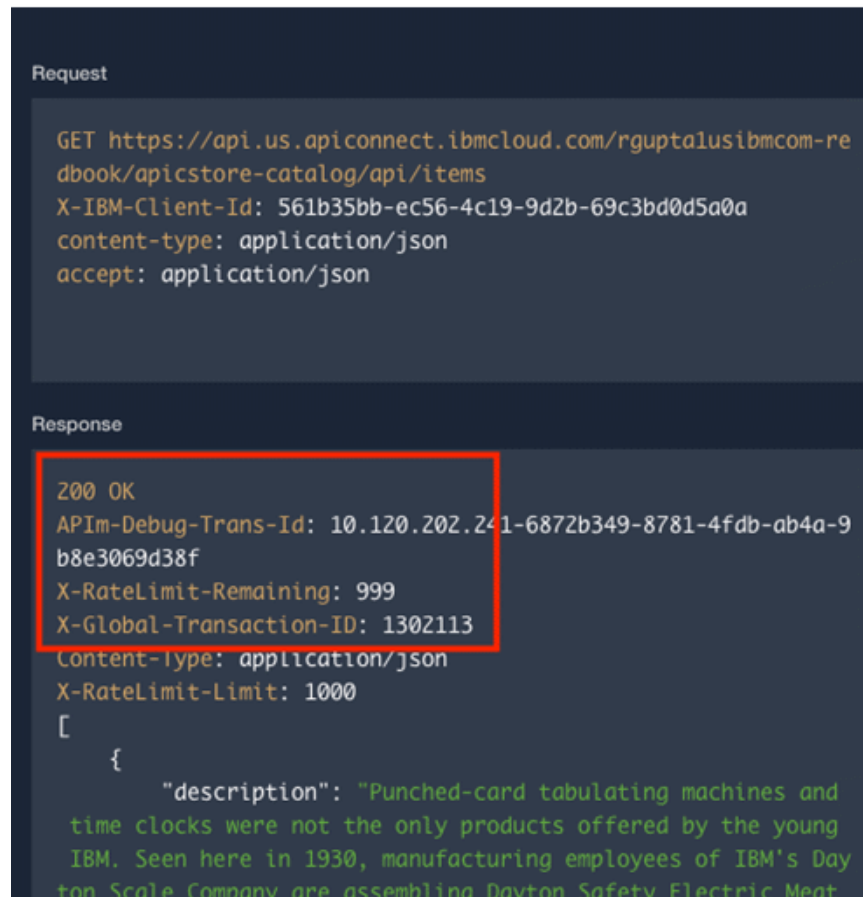 Request
GET https://api.us.apiconnect.ibmcloud.com/rgupta1usibmcom-re
dbook/apicstore-catalog/api/items
X-IBM-Client-Id: 561b35bb-ec56-4c19-9d2b-69c3bd0d5a0a
content-type: application/json
accept: application/json
Response
200 OK
APIm-Debug-Trans-Id: 10.120.202.241-6872b349-8781-4fdb-ab4a-9
b8e3069d38f
X-RateLimit-Remaining: 999
X-Global-Transaction-ID: 1302113
Content-Type: application/json
X-RateLimit-Limit: 1000
[
{
"description": "Punched-card tabulating machines and
time clocks were not the only products offered by the young
IBM. Seen here in 1930, manufacturing employees of IBM's Day
ton Scale Company are assembling Dayton Safety Electric Meat